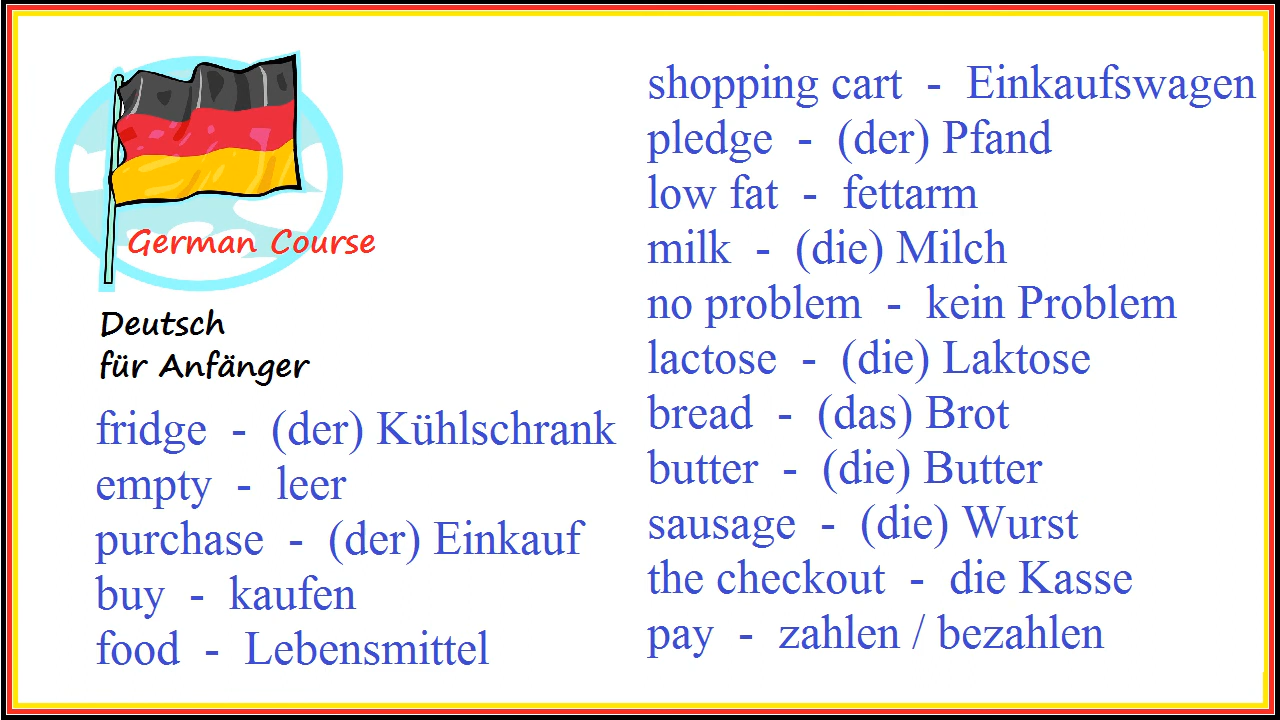 German Course
Deutsch
für Anfänger
fridge - (der) Kühlschrank
empty - leer
purchase - (der) Einkauf
buy - kaufen
food - Lebensmittel
shopping cart - Einkaufswagen
pledge - (der) Pfand
low fat - fettarm
milk - (die) Milch
no problem - kein Problem
lactose - (die) Laktose
bread - (das) Brot
butter - (die) Butter
sausage - (die) Wurst
the checkout - die Kasse
pay - zahlen / bezahlen